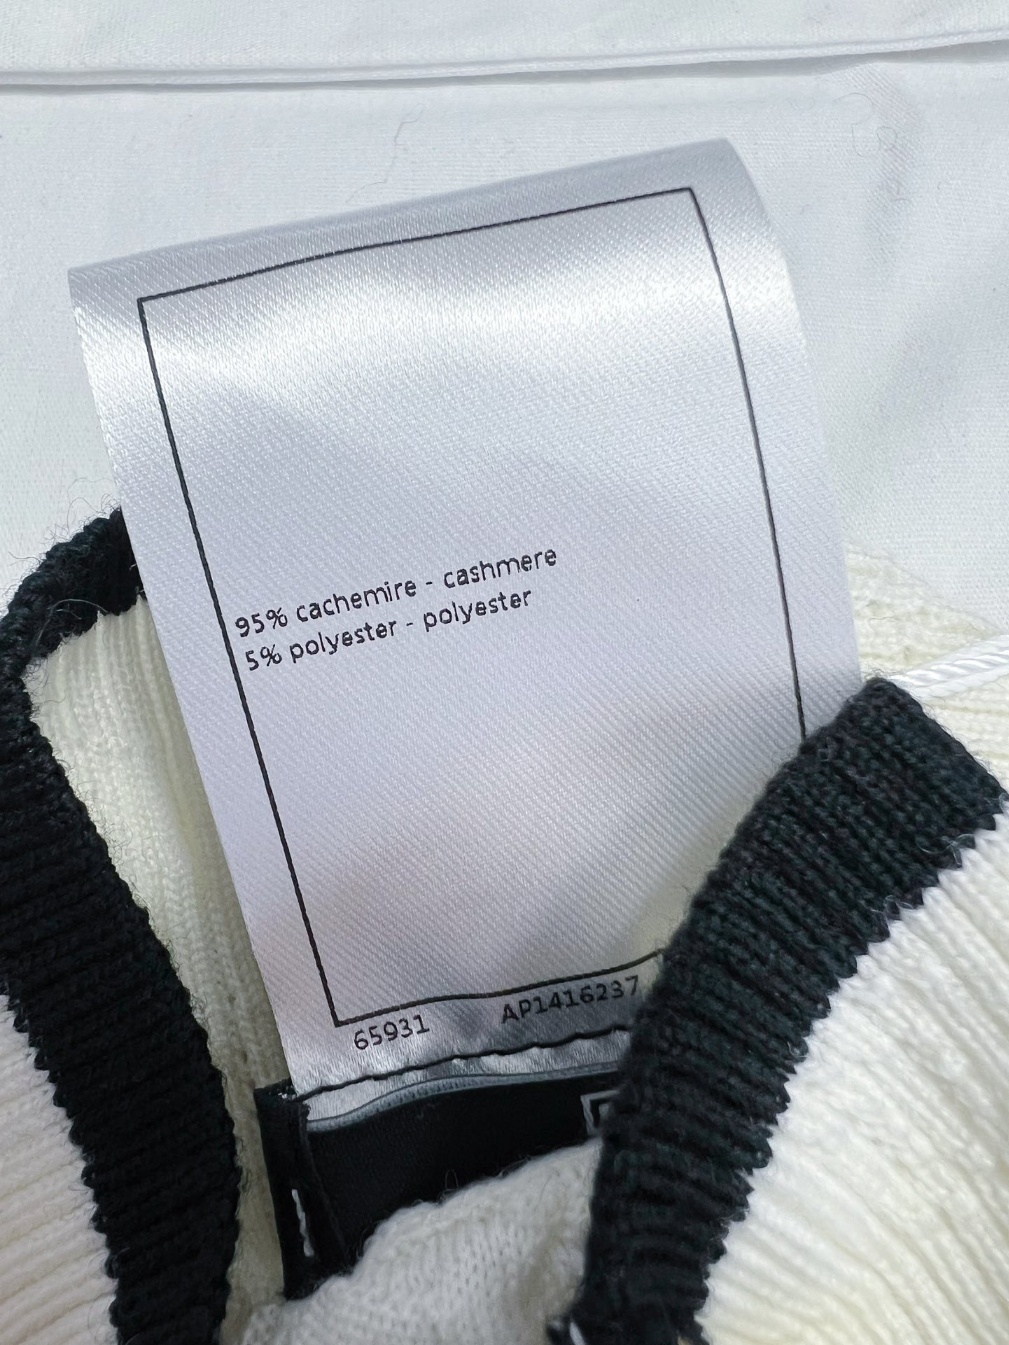 95% cachemire - cashmere
5% polyester - polyester
65931 AP1416237